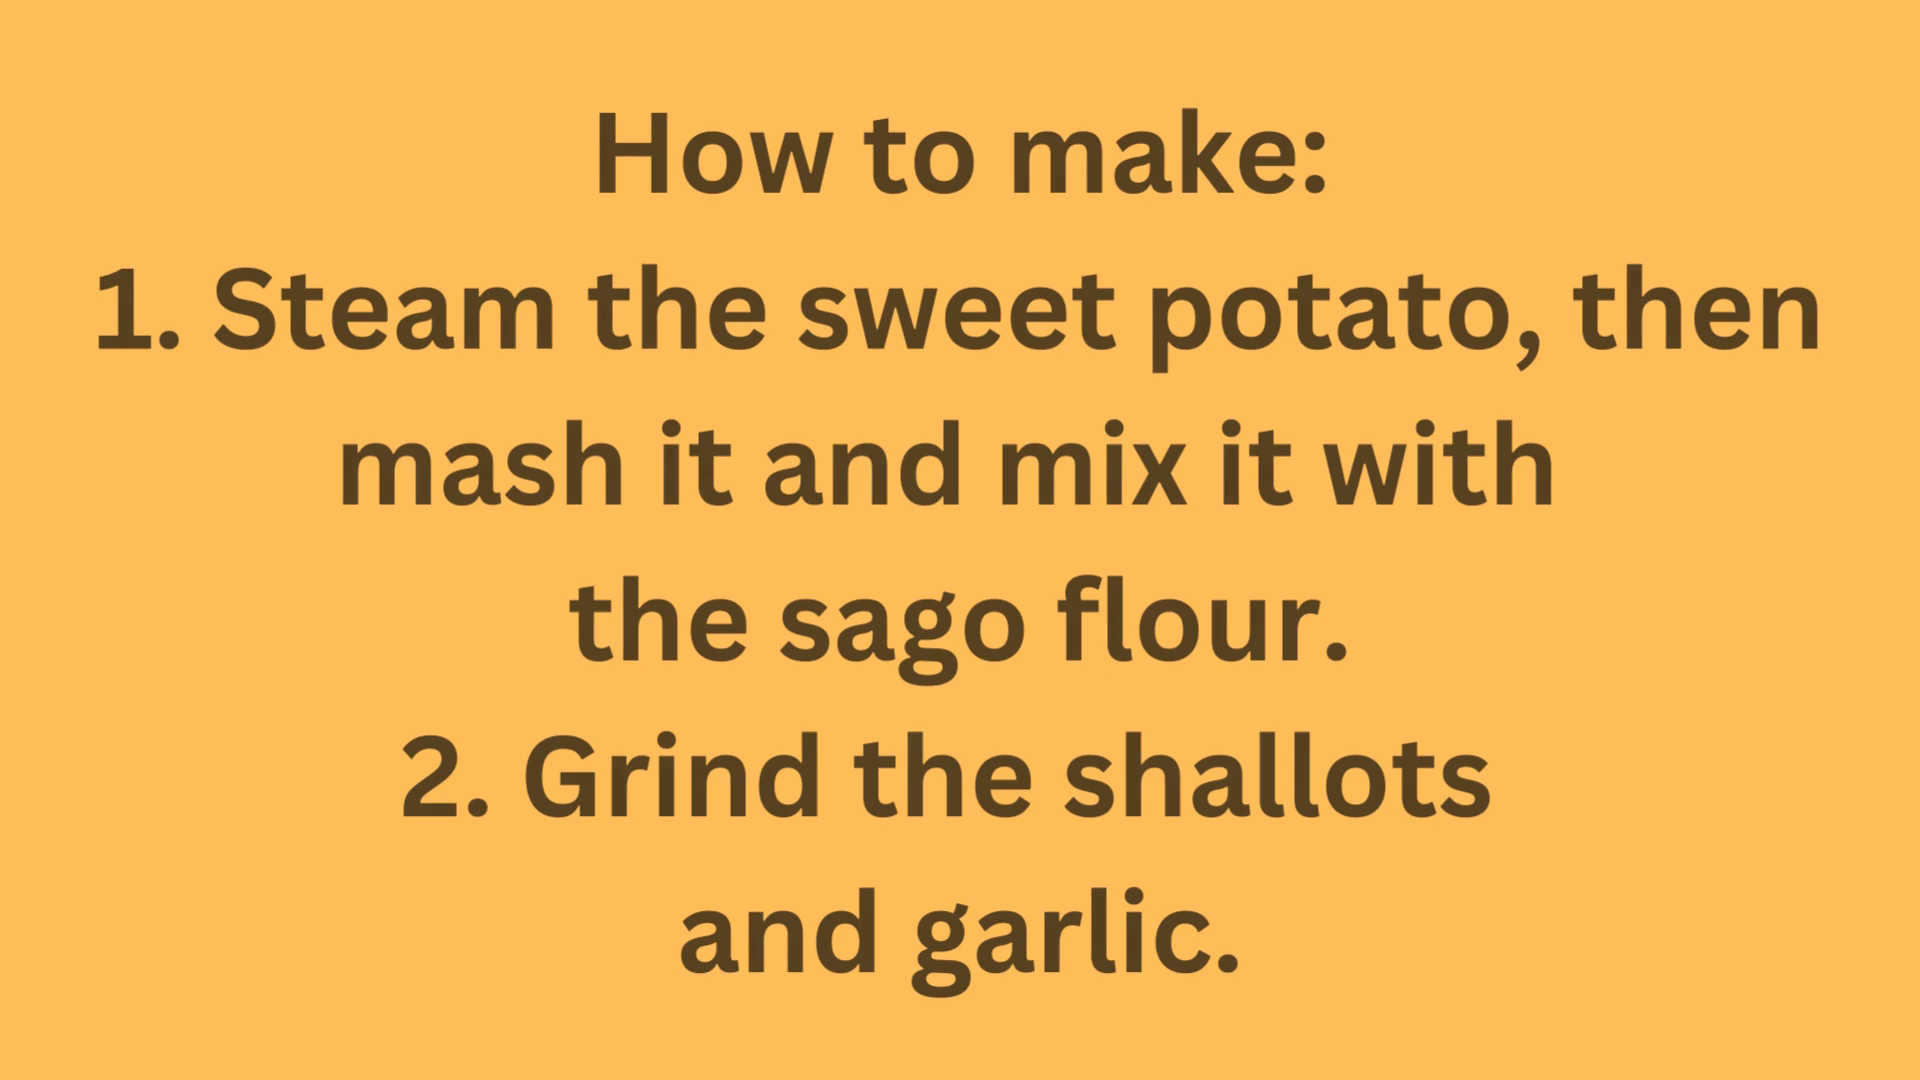 How to make:
1. Steam the sweet potato, then
mash it and mix it with
the sago flour.
2. Grind the shallots
and garlic.